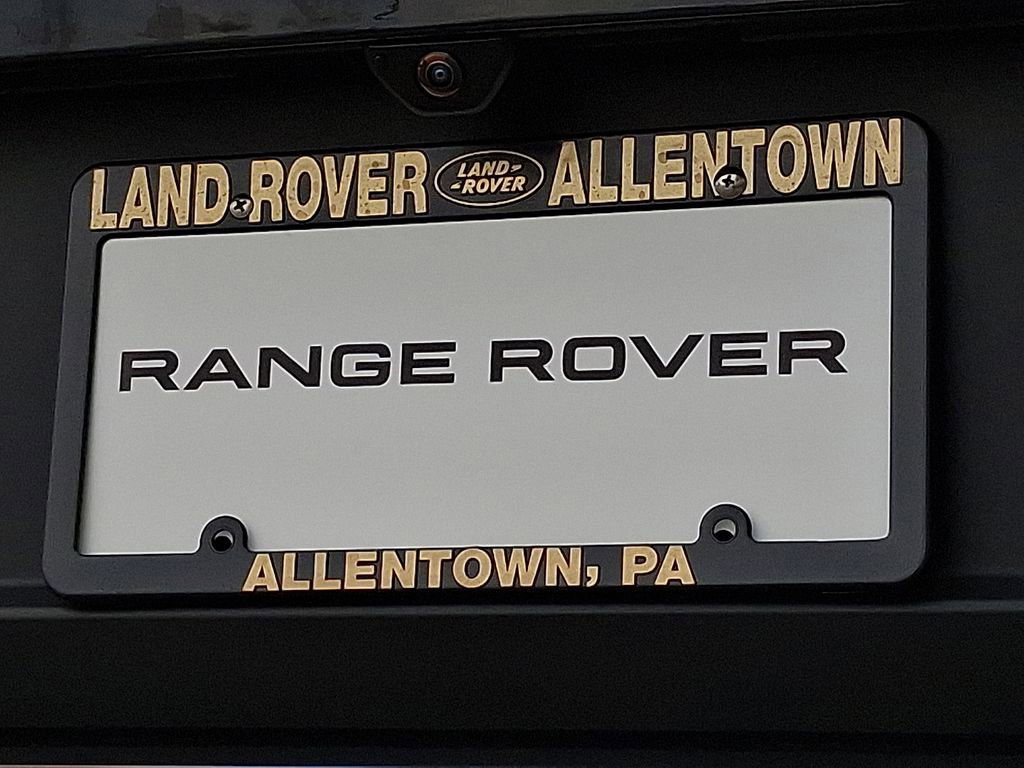 LAND ROVER LAND-ROVER ALLENTOWN
RANGE ROVER
ALLENTOWN, PA